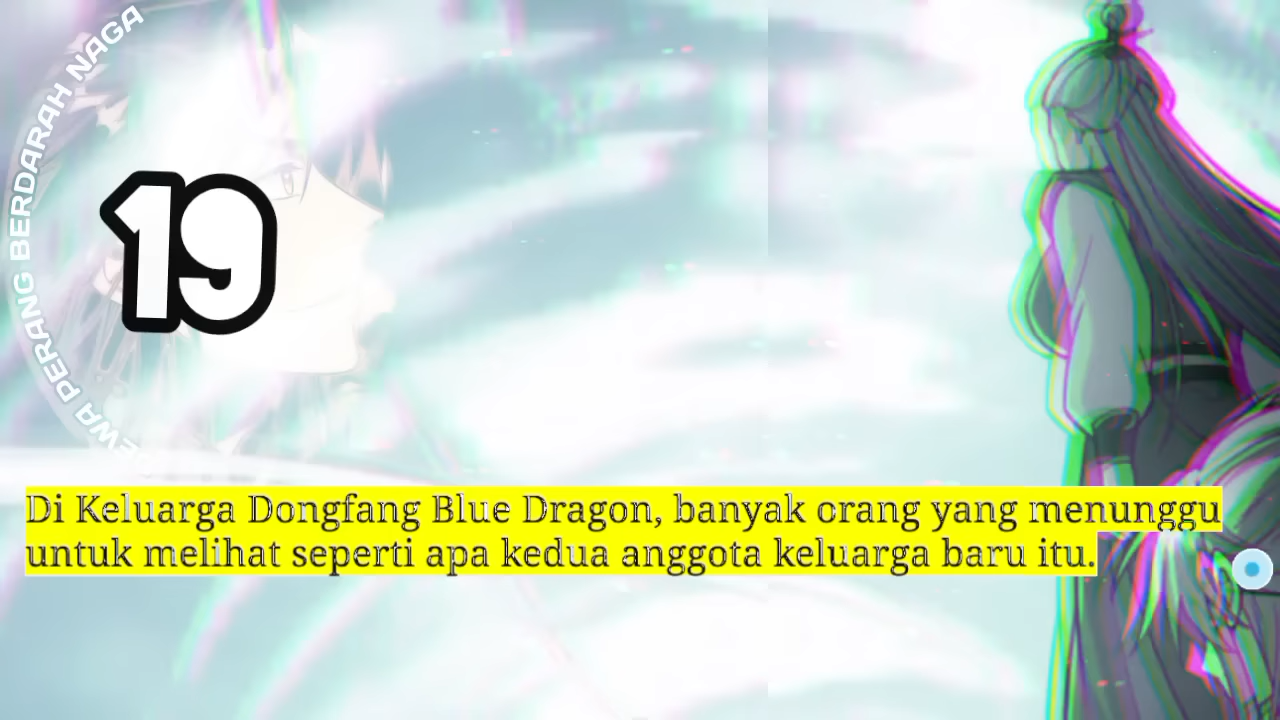 DEWA PERANG BERDARAH NAGA
19
Di Keluarga Dongfang Blue Dragon, banyak orang yang menunggu
untuk melihat seperti apa kedua anggota keluarga baru itu.